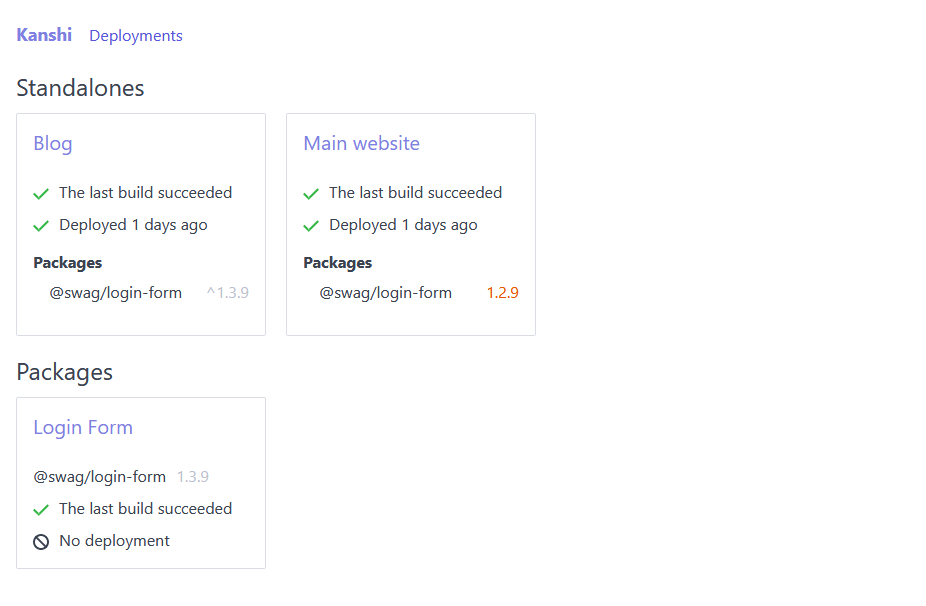 Kanshi Deployments
Standalones
Blog
The last build succeeded
Deployed 1 days ago
Packages
@swag/login-form ^1.3.9
Main website
The last build succeeded
Deployed 1 days ago
Packages
@swag/login-form 1.2.9
Packages
Login Form
@swag/login-form 1.3.9
The last build succeeded
No deployment